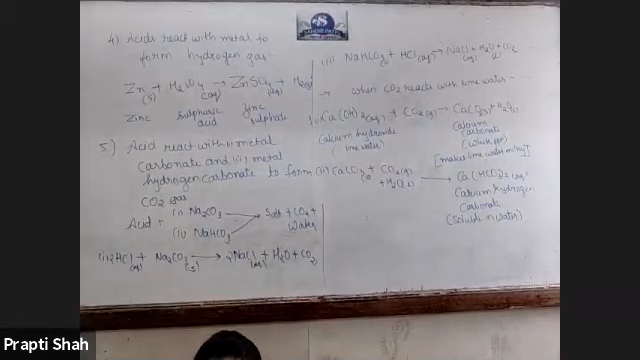 4) Acids react with metal to
form hydrogen gas
Zn(s) + H2SO4(aq) → ZnSO4(aq) + H2(g)
Zinc Sulphuric acid Zinc sulphate
5) Acid react with (i) metal
carbonate and (ii) metal
hydrogen carbonate to form
CO2 gas
Acid + (i) Na2CO3
(ii) NaHCO3
Salt + CO2 + Water
(i) 2HCl(aq) + Na2CO3(s) → 2NaCl(aq) + H2O + CO2
(ii) NaHCO3(s) + HCl(aq) → NaCl(aq) + H2O(l) + CO2
→ when CO2 reacts with lime water -
(i) Ca(OH)2(aq) + CO2(g) → CaCO3(s) + H2O(l)
Calcium hydroxide
(lime water)
Calcium
Carbonate
(white ppt)
[makes lime water milky]
(ii) CaCO3(s) + CO2(g) + H2O(l) → Ca(HCO3)2(aq)
Calcium hydrogen
Carbonate
(Soluble in water)
Prapti Shah